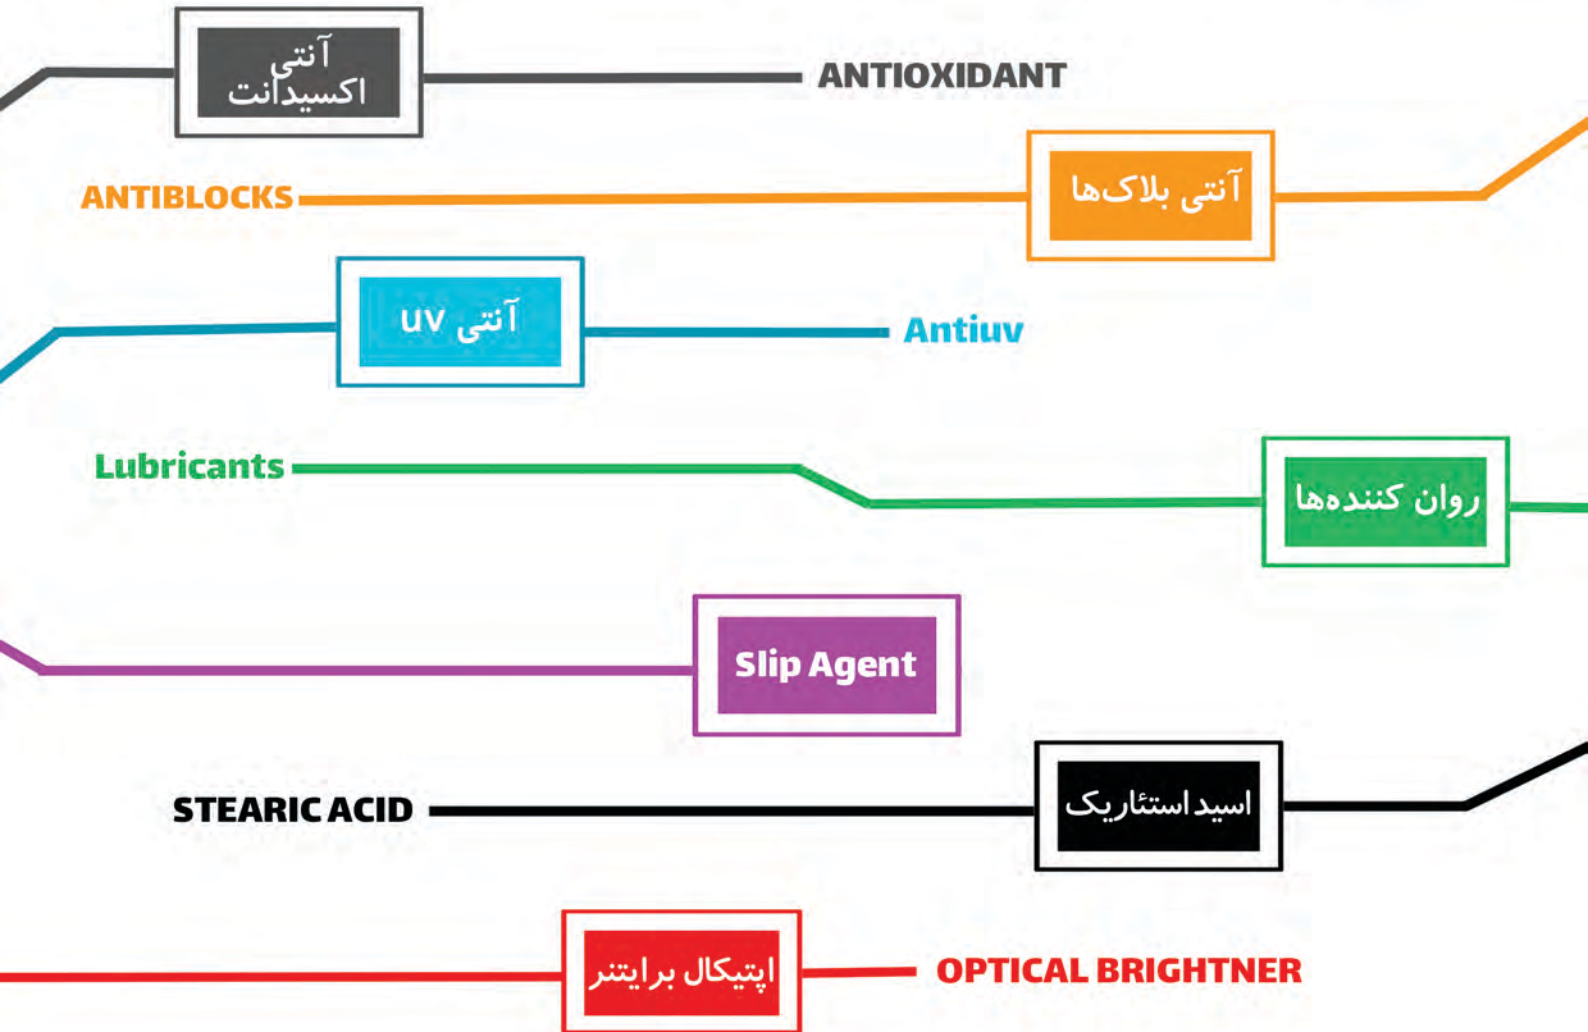 آنتی
اکسیدانت
ANTIOXIDANT
ANTIBLOCKS
آنتی بلاک‌ها
آنتی uv
Antiuv
Lubricants
روان کننده‌ها
Slip Agent
STEARIC ACID
اسید استئاریک
اپتیکال برایتنر
OPTICAL BRIGHTNER